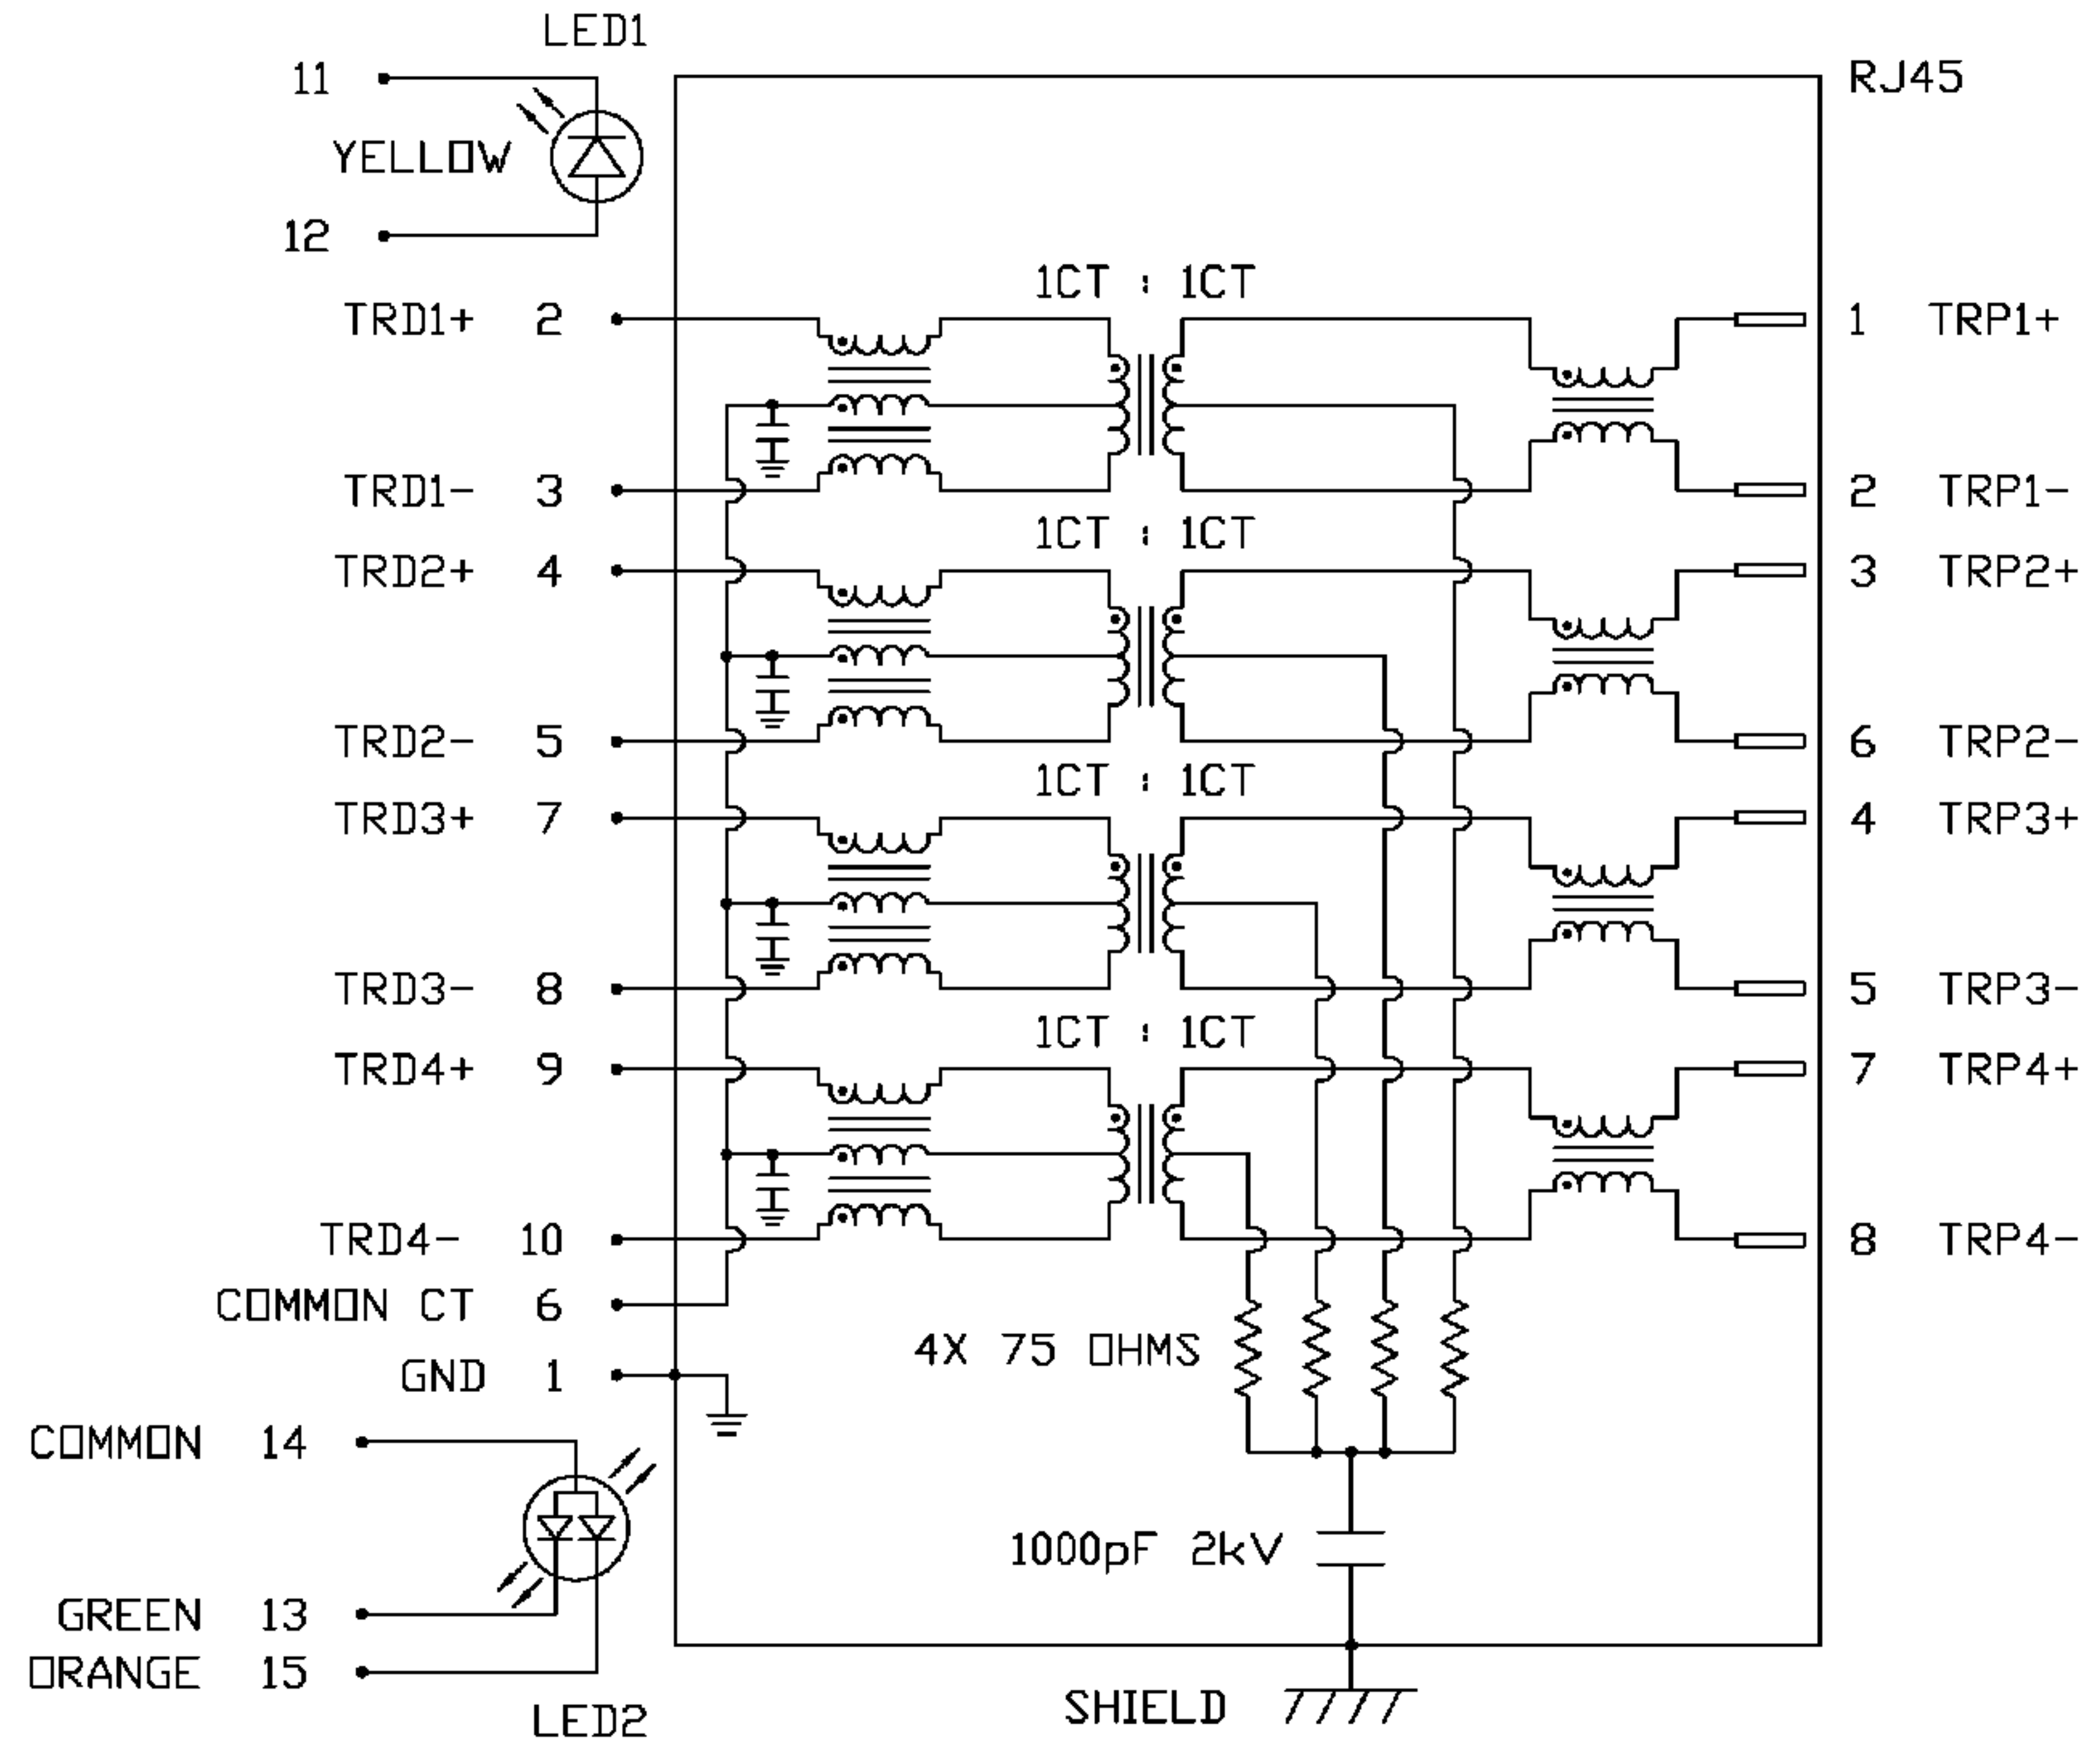 LED1
11
RJ45
YELLOW
12
1CT : 1CT
TRD1+ 2
1 TRP1+
TRD1- 3
2 TRP1-
1CT : 1CT
TRD2+ 4
3 TRP2+
TRD2- 5
6 TRP2-
1CT : 1CT
TRD3+ 7
4 TRP3+
TRD3- 8
5 TRP3-
1CT : 1CT
TRD4+ 9
7 TRP4+
TRD4- 10
8 TRP4-
COMMON CT 6
4X 75 OHMS
GND 1
COMMON 14
1000pF 2kV
GREEN 13
ORANGE 15
SHIELD
LED2